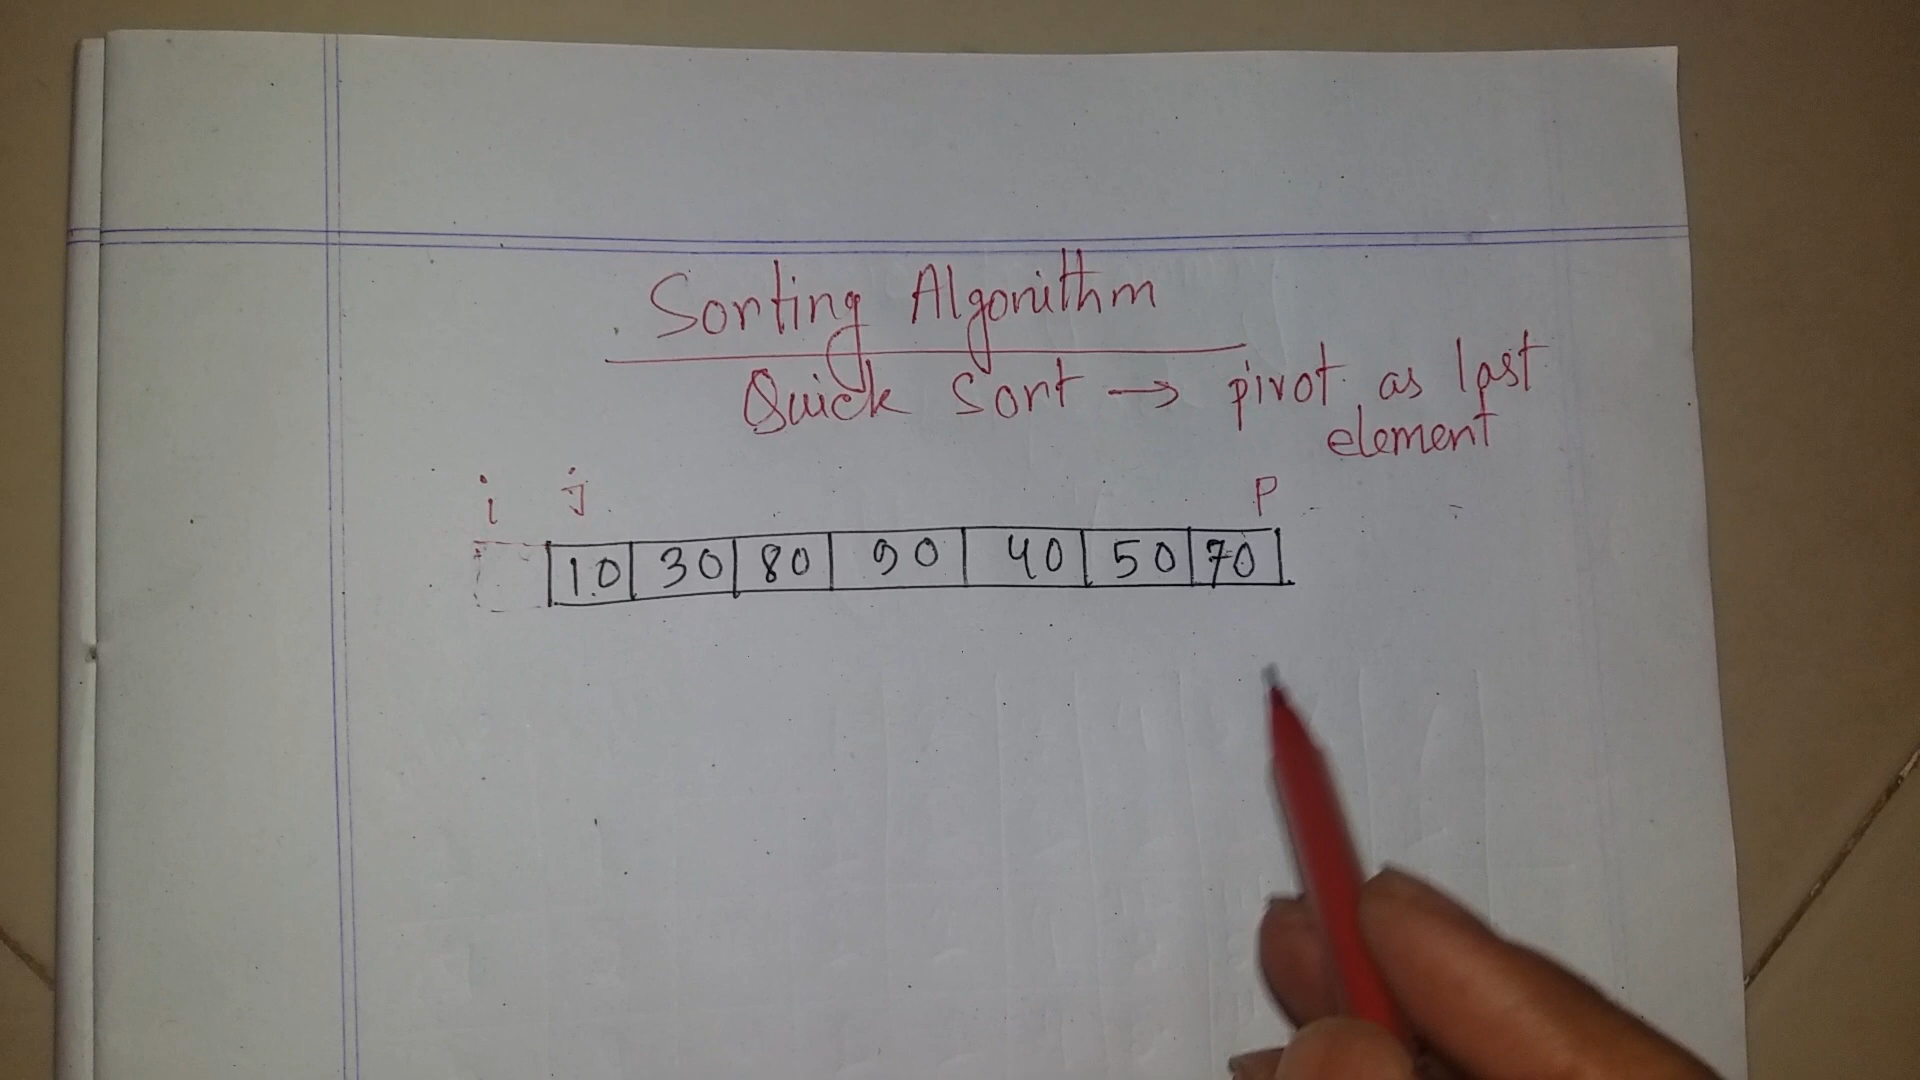 Sorting Algorithm
Quick Sort → pivot as last
element
i j P
10 30 80 90 40 50 70